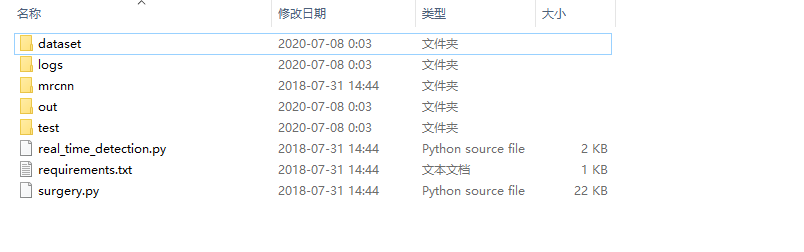 名称 修改日期 类型 大小
dataset 2020-07-08 0:03 文件夹
logs 2020-07-08 0:03 文件夹
mrcnn 2018-07-31 14:44 文件夹
out 2020-07-08 0:03 文件夹
test 2020-07-08 0:03 文件夹
real_time_detection.py 2018-07-31 14:44 Python source file 2 KB
requirements.txt 2018-07-31 14:44 文本文档 1 KB
surgery.py 2018-07-31 14:44 Python source file 22 KB